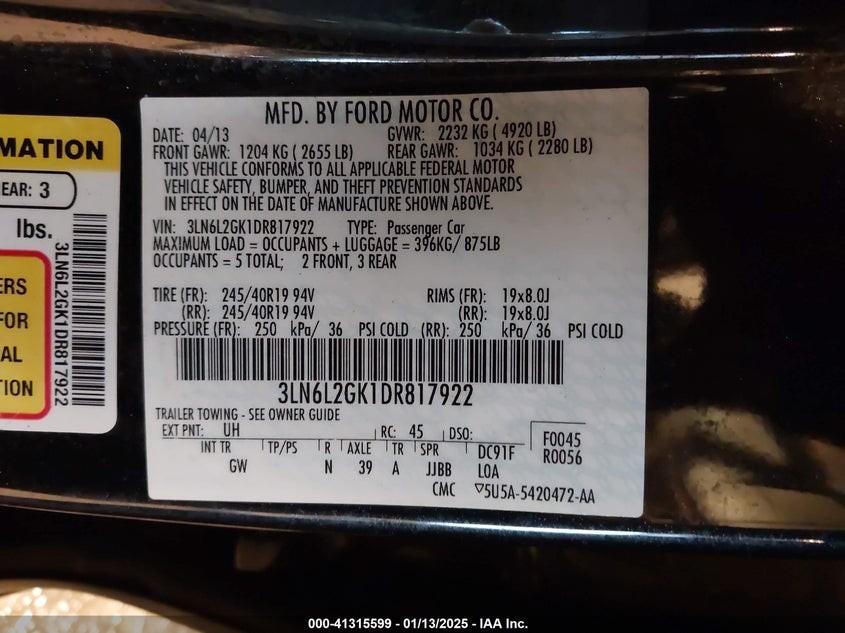 MATION
EAR: 3
lbs.
ERS
FOR
AL
TION
3LN6L2GK1DR817922
MFD. BY FORD MOTOR CO.
DATE: 04/13 GVWR: 2232 KG ( 4920 LB)
FRONT GAWR: 1204 KG ( 2655 LB) REAR GAWR: 1034 KG ( 2280 LB)
THIS VEHICLE CONFORMS TO ALL APPLICABLE FEDERAL MOTOR
VEHICLE SAFETY, BUMPER, AND THEFT PREVENTION STANDARDS
IN EFFECT ON THE DATE OF MANUFACTURE SHOWN ABOVE.
VIN: 3LN6L2GK1DR817922 TYPE: Passenger Car
MAXIMUM LOAD = OCCUPANTS + LUGGAGE = 396KG/ 875LB
OCCUPANTS = 5 TOTAL; 2 FRONT, 3 REAR
TIRE (FR): 245/40R19 94V RIMS (FR): 19x8.0J
(RR): 245/40R19 94V (RR): 19x8.0J
PRESSURE (FR): 250 kPa/ 36 PSI COLD (RR): 250 kPa/ 36 PSI COLD
3LN6L2GK1DR817922
TRAILER TOWING - SEE OWNER GUIDE
EXT PNT: UH RC: 45 DSO: F0045
INT TR TP/PS R AXLE TR SPR DC91F R0056
GW N 39 A JJBB LOA
CMC ▽5U5A-5420472-AA
000-41315599 - 01/13/2025 - IAA Inc.